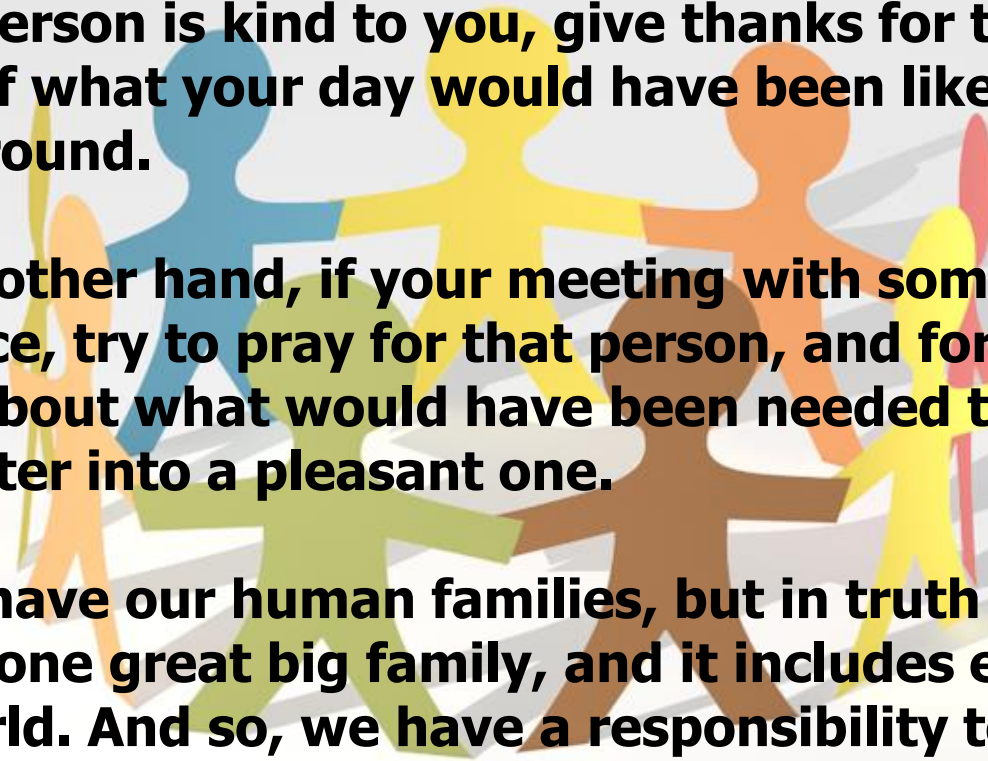 erson is kind to you, give thanks for t
f what your day would have been like
round.
other hand, if your meeting with som
ce, try to pray for that person, and for
bout what would have been needed t
ter into a pleasant one.
have our human families, but in truth
one great big family, and it includes e
rld. And so, we have a responsibility to